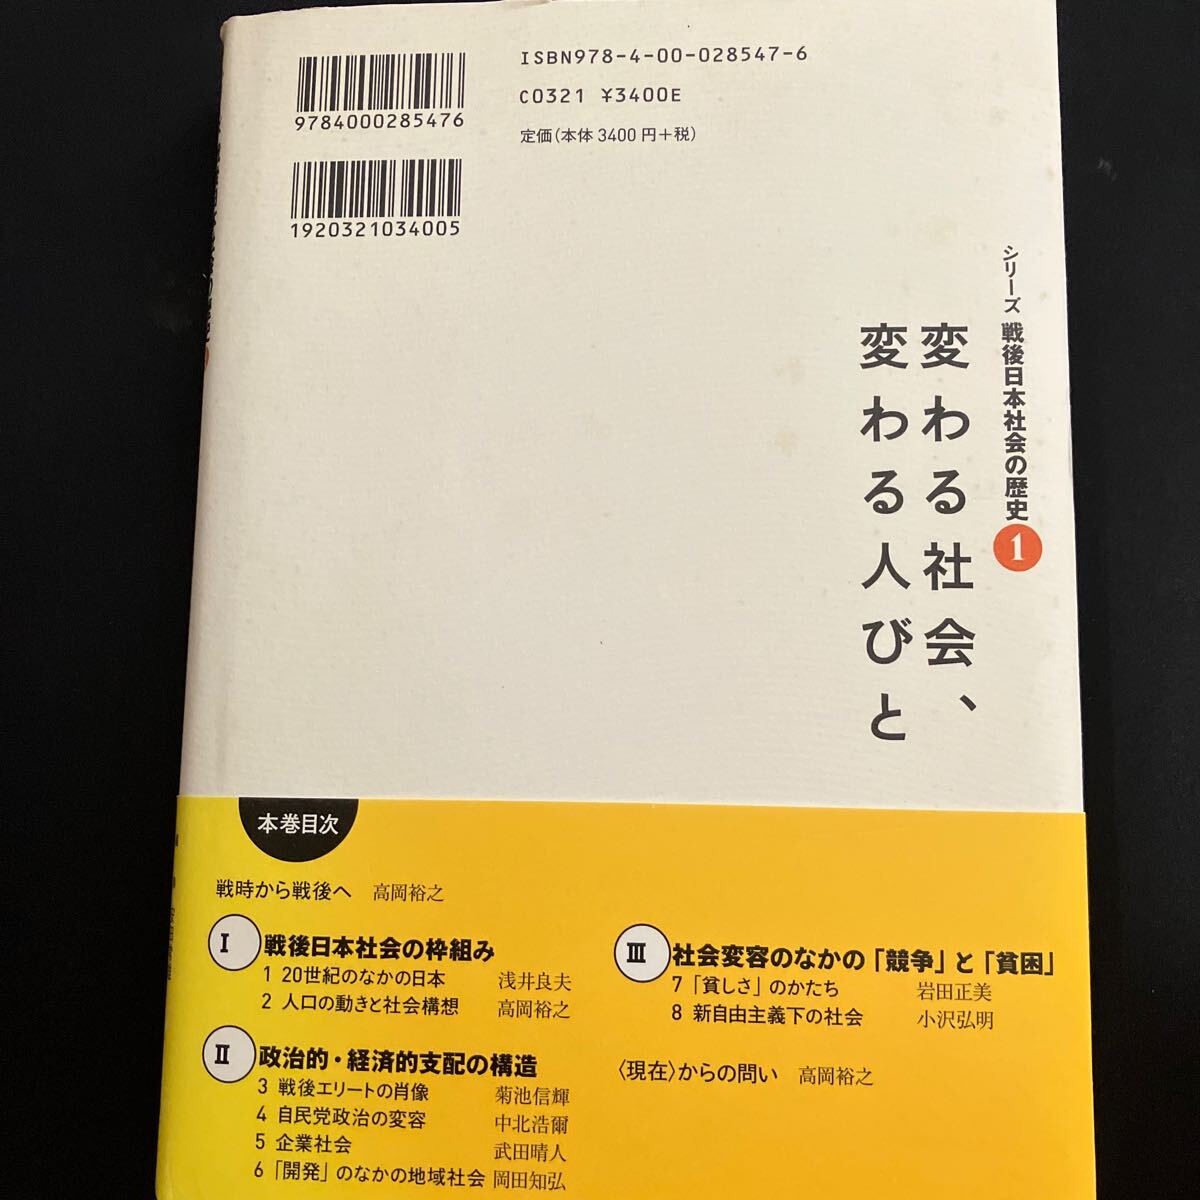 ISBN978-4-00-028547-6
C0321 ¥3400E
定価(本体3400円+税)
9784000285476
1920321034005
シリーズ 戦後日本社会の歴史 1
変わる社会、
変わる人びと
本巻目次
戦時から戦後へ 高岡裕之
I 戦後日本社会の枠組み
1 20世紀のなかの日本 浅井良夫
2 人口の動きと社会構想 高岡裕之
II 政治的・経済的支配の構造
3 戦後エリートの肖像 菊池信輝
4 自民党政治の変容 中北浩爾
5 企業社会 武田晴人
6 「開発」のなかの地域社会 岡田知弘
III 社会変容のなかの「競争」と「貧困」
7 「貧しさ」のかたち 岩田正美
8 新自由主義下の社会 小沢弘明
〈現在〉からの問い 高岡裕之